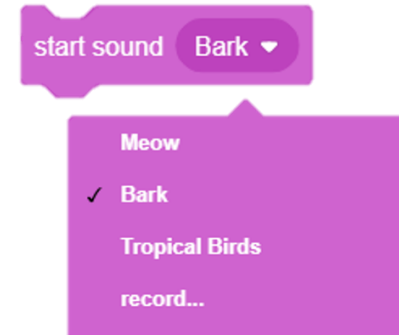 start sound Bark
Meow
✓ Bark
Tropical Birds
record...